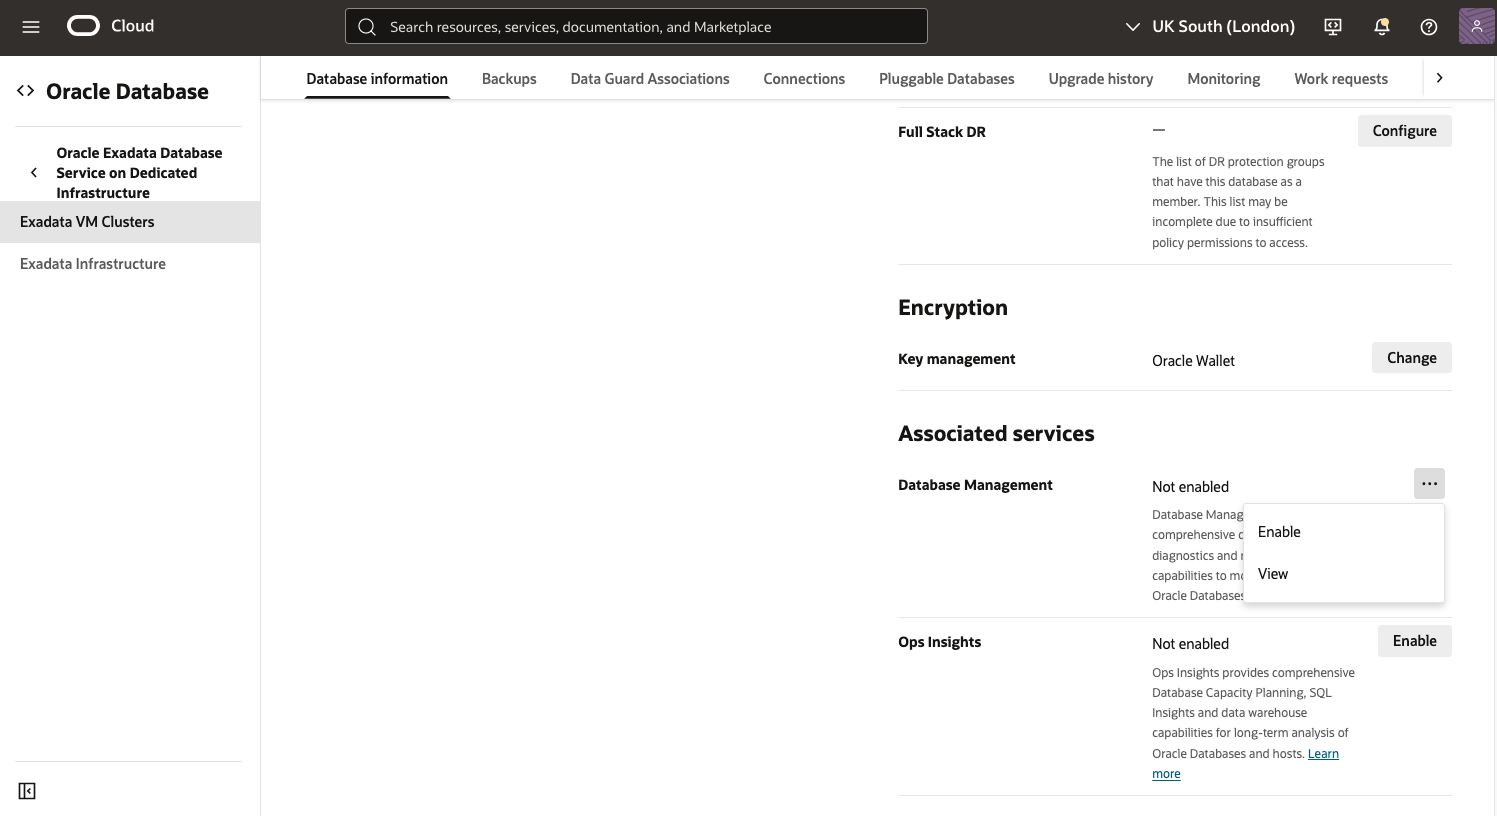 Cloud
Search resources, services, documentation, and Marketplace
UK South (London)
Oracle Database
Oracle Exadata Database
Service on Dedicated
Infrastructure
Exadata VM Clusters
Exadata Infrastructure
Database information Backups Data Guard Associations Connections Pluggable Databases Upgrade history Monitoring Work requests
Full Stack DR — Configure
The list of DR protection groups
that have this database as a
member. This list may be
incomplete due to insufficient
policy permissions to access.
Encryption
Key management Oracle Wallet Change
Associated services
Database Management Not enabled ...
Database
comprehensive
diagnostics and
capabilities to
Oracle Databases
Enable
View
Ops Insights Not enabled Enable
Ops Insights provides comprehensive
Database Capacity Planning, SQL
Insights and data warehouse
capabilities for long-term analysis of
Oracle Databases and hosts. Learn
more